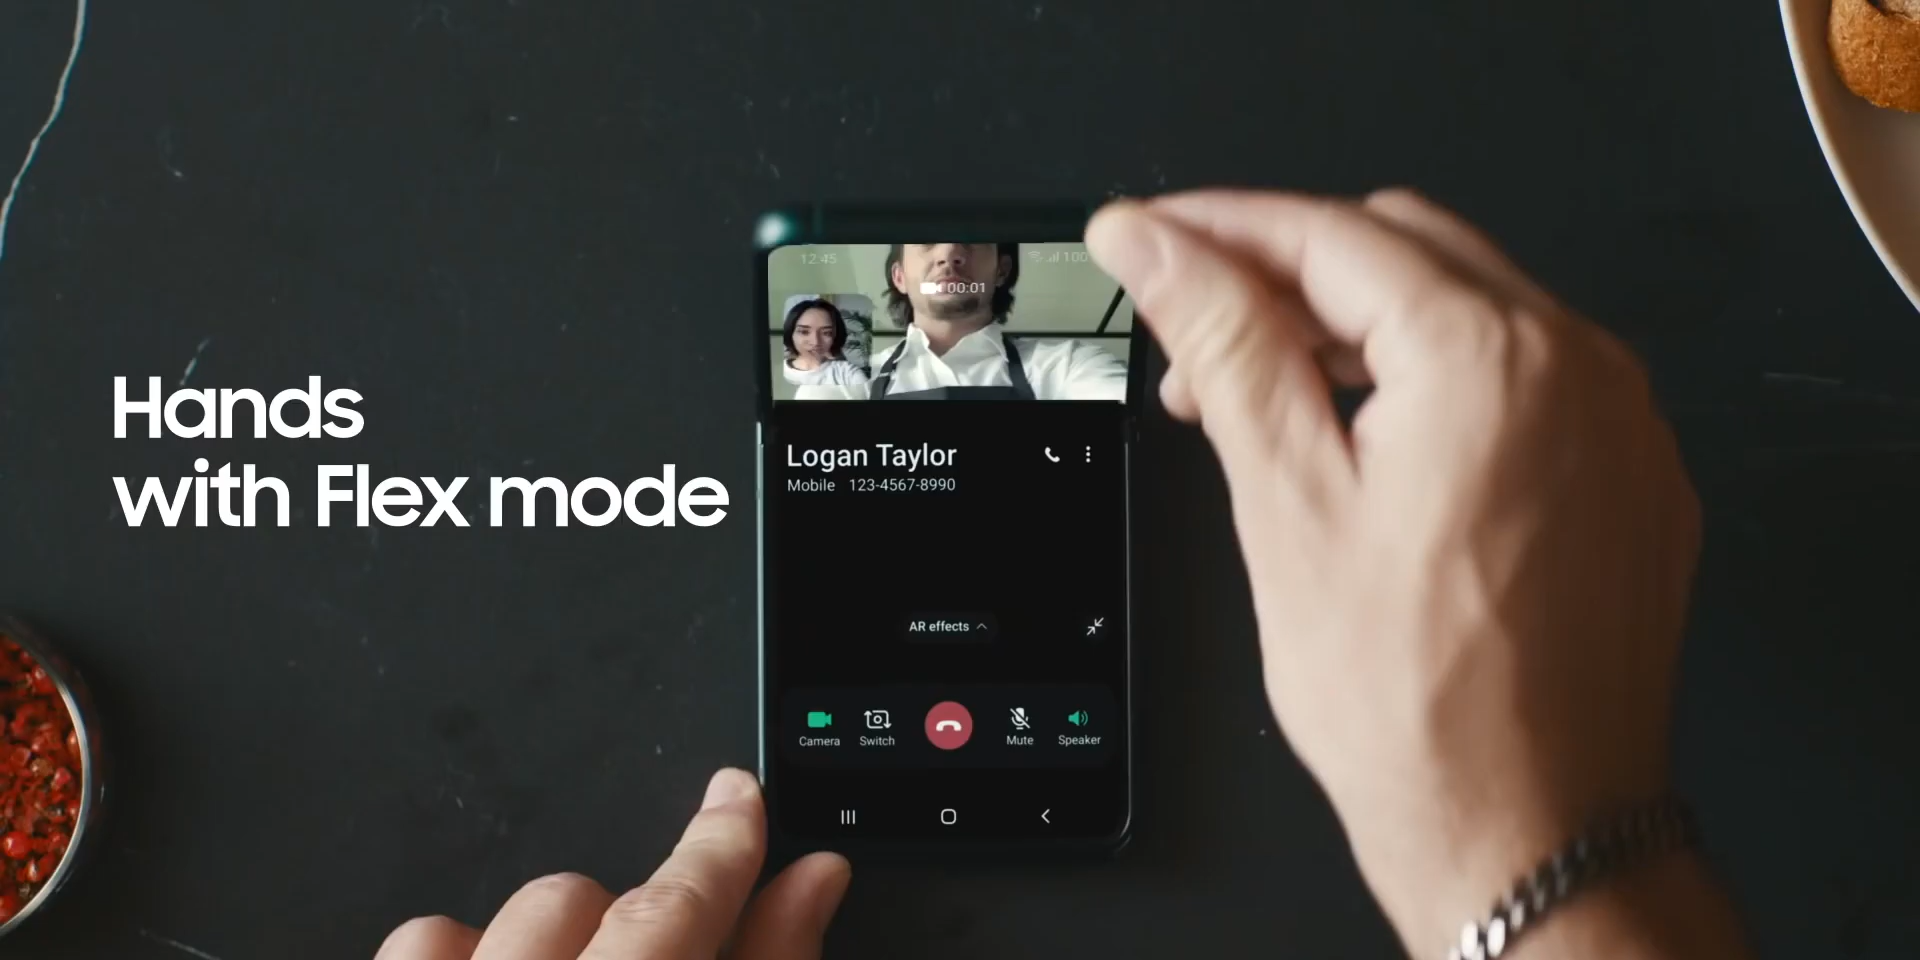 Hands
with Flex mode
12:45
100
00:01
Logan Taylor
Mobile 123-4567-8990
AR effects
Camera Switch Mute Speaker